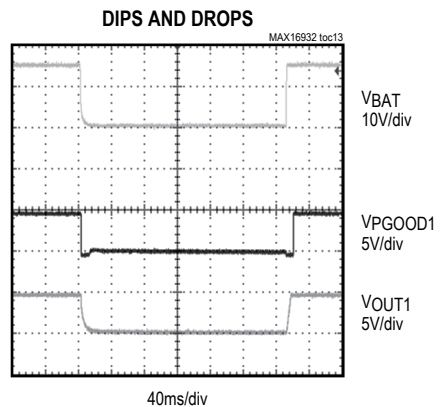 DIPS AND DROPS
MAX16932 toc13
VBAT
10V/div
VPGOOD1
5V/div
VOUT1
5V/div
40ms/div